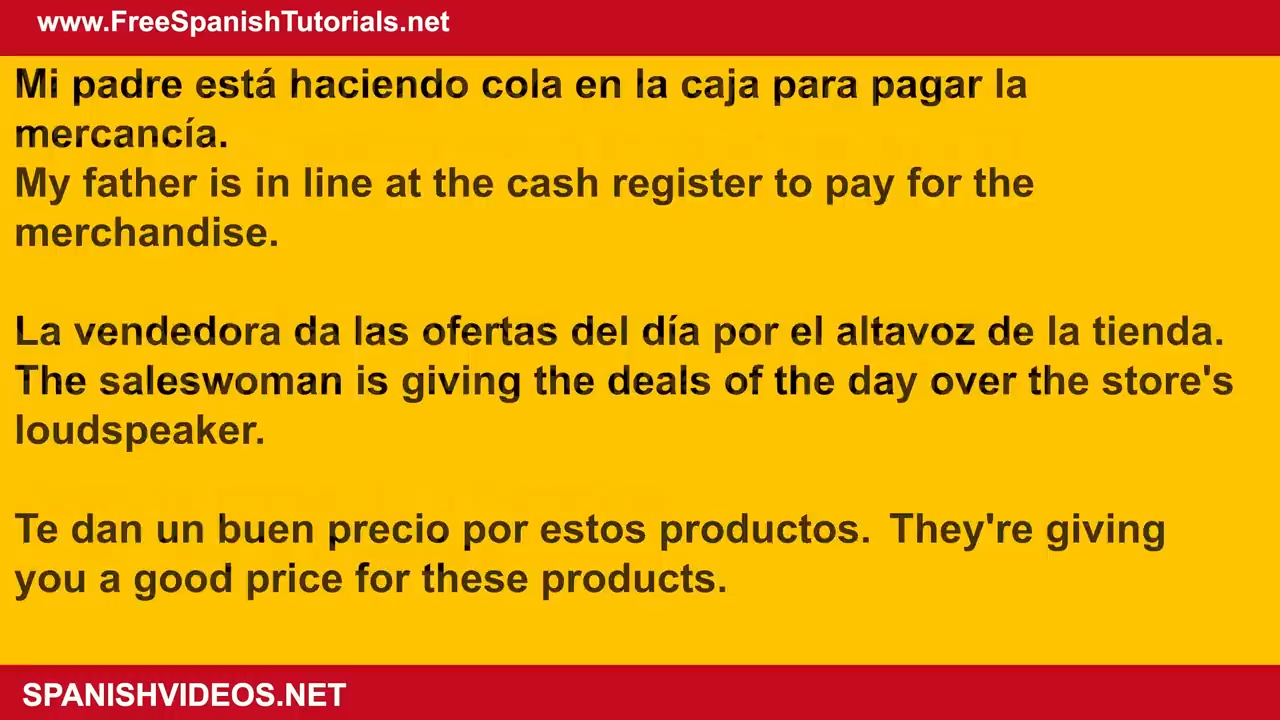 www.FreeSpanishTutorials.net
Mi padre está haciendo cola en la caja para pagar la
mercancía.
My father is in line at the cash register to pay for the
merchandise.
La vendedora da las ofertas del día por el altavoz de la tienda.
The saleswoman is giving the deals of the day over the store's
loudspeaker.
Te dan un buen precio por estos productos. They're giving
you a good price for these products.
SPANISHVIDEOS.NET